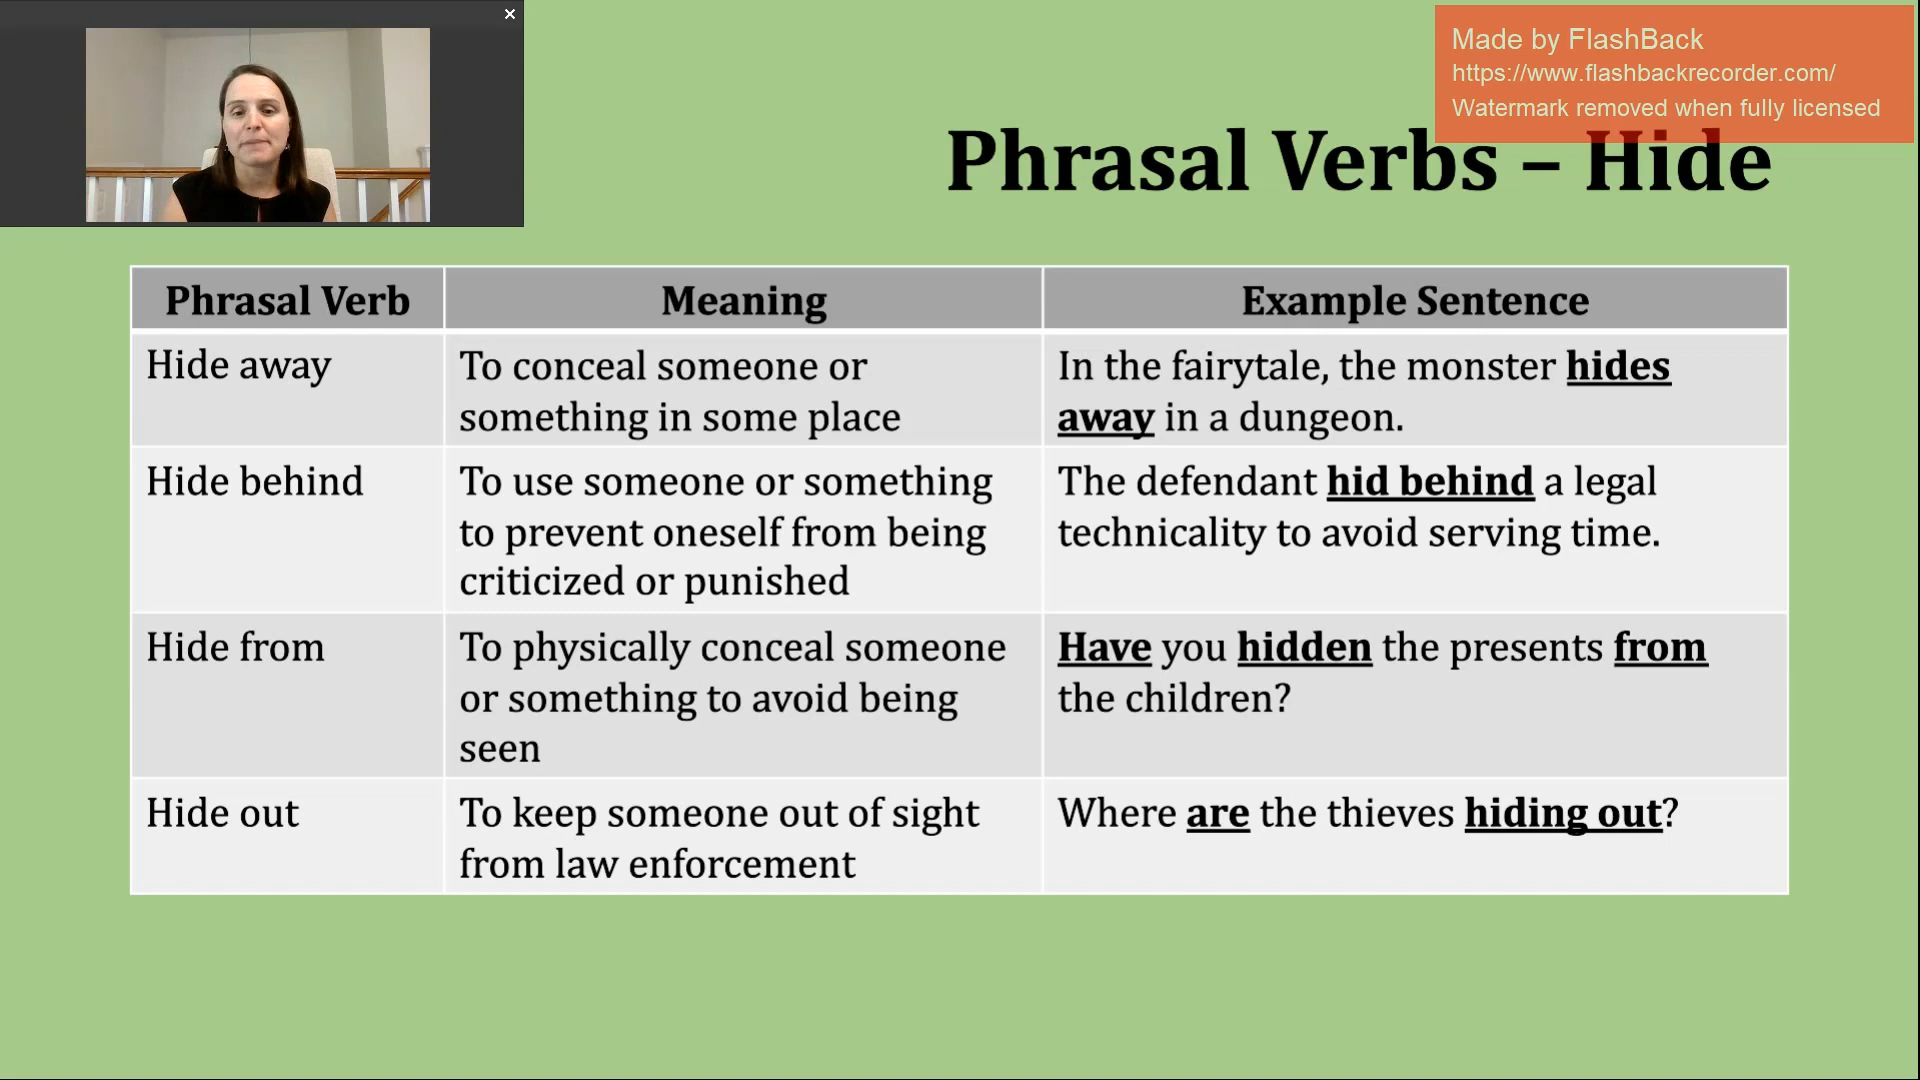 Made by FlashBack
https://www.flashbackrecorder.com/
Watermark removed when fully licensed
Phrasal Verbs – Hide
Phrasal Verb
Meaning
Example Sentence
Hide away
To conceal someone or
something in some place
In the fairytale, the monster hides
away in a dungeon.
Hide behind
To use someone or something
to prevent oneself from being
criticized or punished
The defendant hid behind a legal
technicality to avoid serving time.
Hide from
To physically conceal someone
or something to avoid being
seen
Have you hidden the presents from
the children?
Hide out
To keep someone out of sight
from law enforcement
Where are the thieves hiding out?